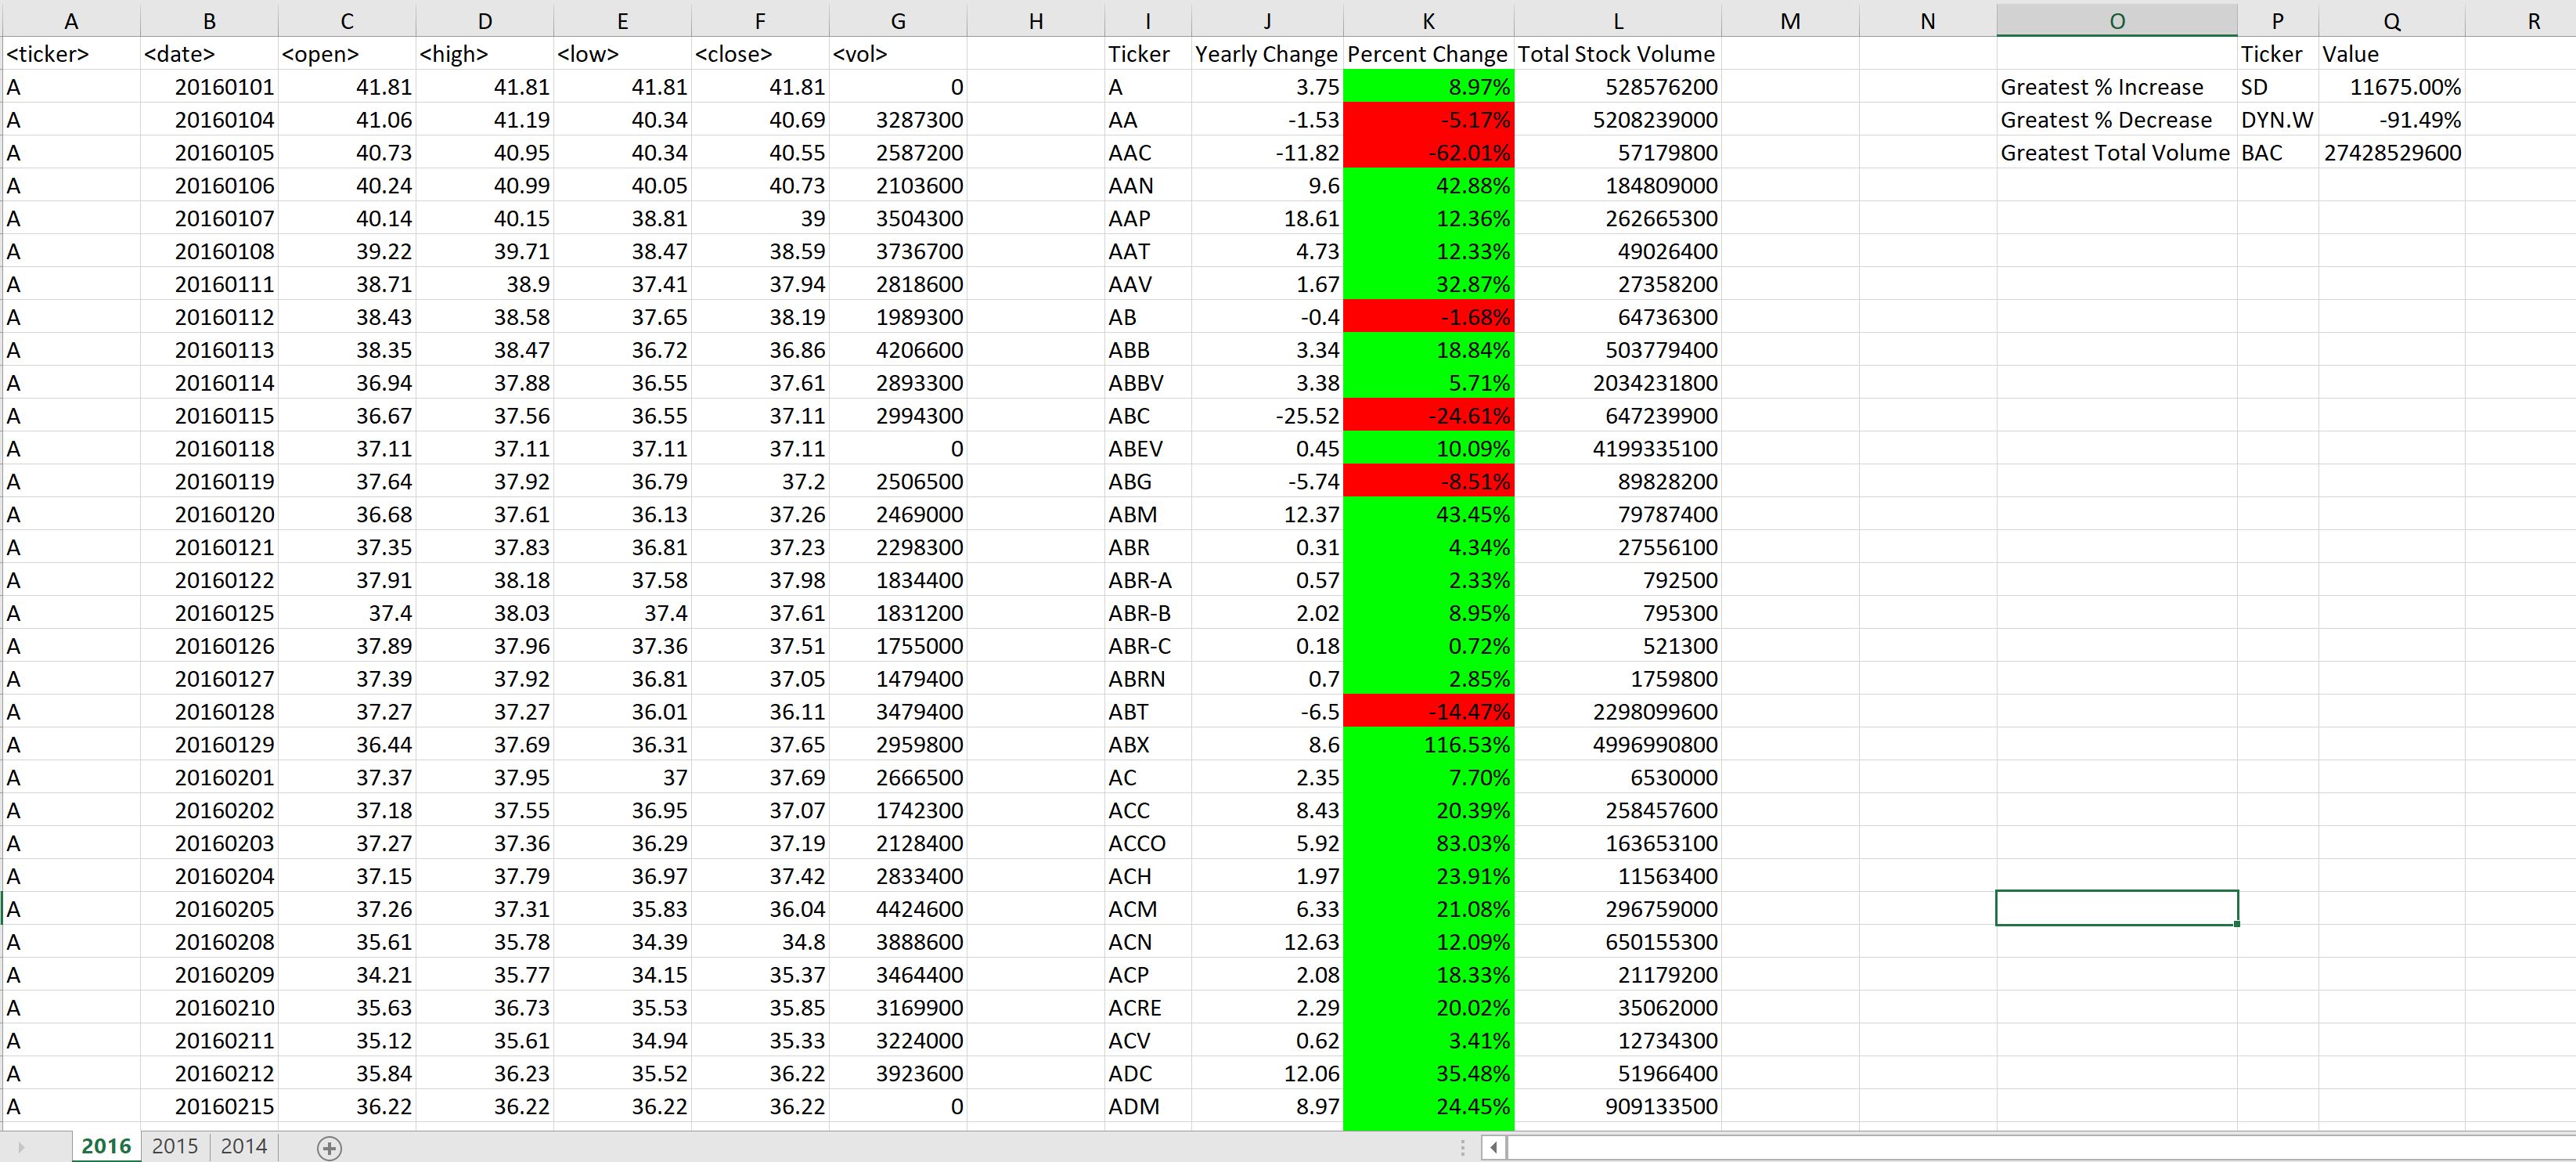 A B C D E F G H I J K L M N O P Q R
<ticker> <date> <open> <high> <low> <close> <vol> Ticker Yearly Change Percent Change Total Stock Volume Ticker Value
A 20160101 41.81 41.81 41.81 41.81 0 A 3.75 8.97% 528576200 Greatest % Increase SD 11675.00%
A 20160104 41.06 41.19 40.34 40.69 3287300 AA -1.53 -5.17% 5208239000 Greatest % Decrease DYN.W -91.49%
A 20160105 40.73 40.95 40.34 40.55 2587200 AAC -11.82 -62.01% 57179800 Greatest Total Volume BAC 27428529600
A 20160106 40.24 40.99 40.05 40.73 2103600 AAN 9.6 42.88% 184809000
A 20160107 40.14 40.15 38.81 39 3504300 AAP 18.61 12.36% 262665300
A 20160108 39.22 39.71 38.47 38.59 3736700 AAT 4.73 12.33% 49026400
A 20160111 38.71 38.9 37.41 37.94 2818600 AAV 1.67 32.87% 27358200
A 20160112 38.43 38.58 37.65 38.19 1989300 AB -0.4 -1.68% 64736300
A 20160113 38.35 38.47 36.72 36.86 4206600 ABB 3.34 18.84% 503779400
A 20160114 36.94 37.88 36.55 37.61 2893300 ABBV 3.38 5.71% 2034231800
A 20160115 36.67 37.56 36.55 37.11 2994300 ABC -25.52 -24.61% 647239900
A 20160118 37.11 37.11 37.11 37.11 0 ABEV 0.45 10.09% 4199335100
A 20160119 37.64 37.92 36.79 37.2 2506500 ABG -5.74 -8.51% 89828200
A 20160120 36.68 37.61 36.13 37.26 2469000 ABM 12.37 43.45% 79787400
A 20160121 37.35 37.83 36.81 37.23 2298300 ABR 0.31 4.34% 27556100
A 20160122 37.91 38.18 37.58 37.98 1834400 ABR-A 0.57 2.33% 792500
A 20160125 37.4 38.03 37.4 37.61 1831200 ABR-B 2.02 8.95% 795300
A 20160126 37.89 37.96 37.36 37.51 1755000 ABR-C 0.18 0.72% 521300
A 20160127 37.39 37.92 36.81 37.05 1479400 ABRN 0.7 2.85% 1759800
A 20160128 37.27 37.27 36.01 36.11 3479400 ABT -6.5 -14.47% 2298099600
A 20160129 36.44 37.69 36.31 37.65 2959800 ABX 8.6 116.53% 4996990800
A 20160201 37.37 37.95 37 37.69 2666500 AC 2.35 7.70% 6530000
A 20160202 37.18 37.55 36.95 37.07 1742300 ACC 8.43 20.39% 258457600
A 20160203 37.27 37.36 36.29 37.19 2128400 ACCO 5.92 83.03% 163653100
A 20160204 37.15 37.79 36.97 37.42 2833400 ACH 1.97 23.91% 11563400
A 20160205 37.26 37.31 35.83 36.04 4424600 ACM 6.33 21.08% 296759000
A 20160208 35.61 35.78 34.39 34.8 3888600 ACN 12.63 12.09% 650155300
A 20160209 34.21 35.77 34.15 35.37 3464400 ACP 2.08 18.33% 21179200
A 20160210 35.63 36.73 35.53 35.85 3169900 ACRE 2.29 20.02% 35062000
A 20160211 35.12 35.61 34.94 35.33 3224000 ACV 0.62 3.41% 12734300
A 20160212 35.84 36.23 35.52 36.22 3923600 ADC 12.06 35.48% 51966400
A 20160215 36.22 36.22 36.22 36.22 0 ADM 8.97 24.45% 909133500
2016 2015 2014